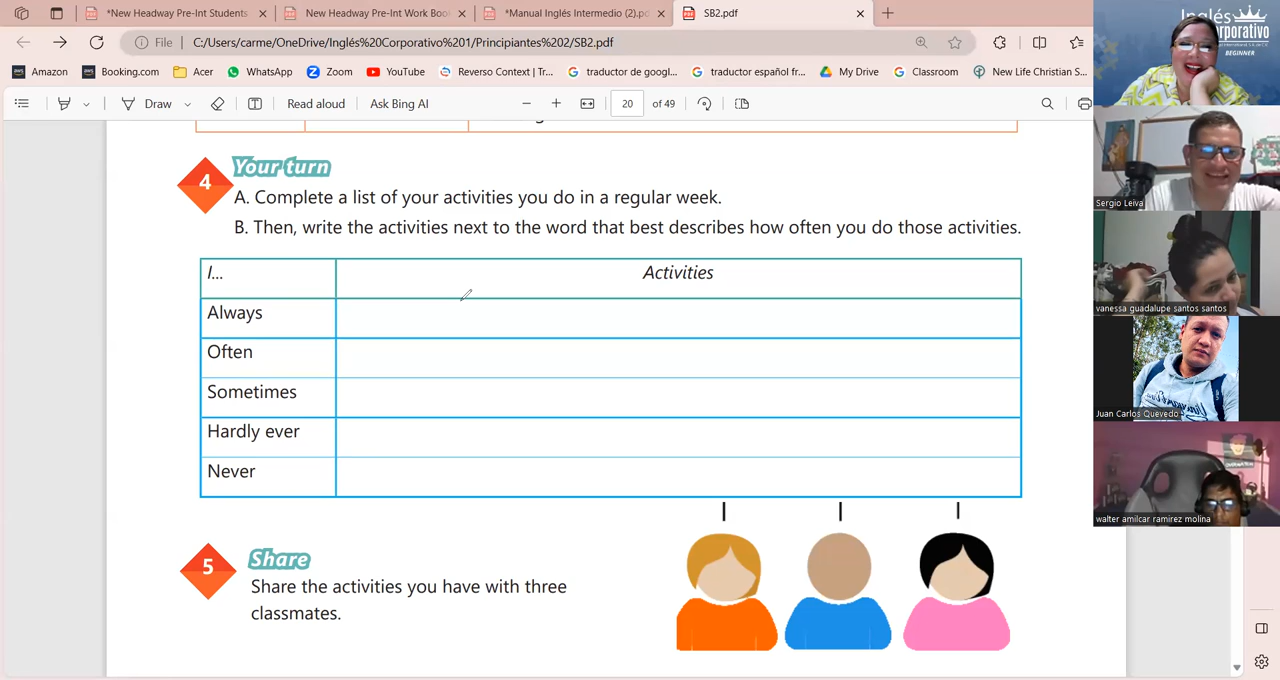 *New Headway Pre-Int Students
New Headway Pre-Int Work Boo
*Manual Inglés Intermedio (2).pdf
SB2.pdf
File
C:/Users/carme/OneDrive/Inglés%20Corporativo%201/Principiantes%202/SB2.pdf
Amazon
Booking.com
Acer
WhatsApp
Zoom
YouTube
Reverso Context | Tr...
traductor de googl...
traductor español fr...
My Drive
Classroom
New Life Christian S...
Draw
Read aloud
Ask Bing AI
20 of 49
4 Your turn
A. Complete a list of your activities you do in a regular week.
B. Then, write the activities next to the word that best describes how often you do those activities.
I... Activities
Always
Often
Sometimes
Hardly ever
Never
5 Share
Share the activities you have with three
classmates.
Inglés
BEGINNER
Sergio Leiva
vanessa guadalupe santos santos
Juan Carlos Quevedo
walter amilcar ramirez molina